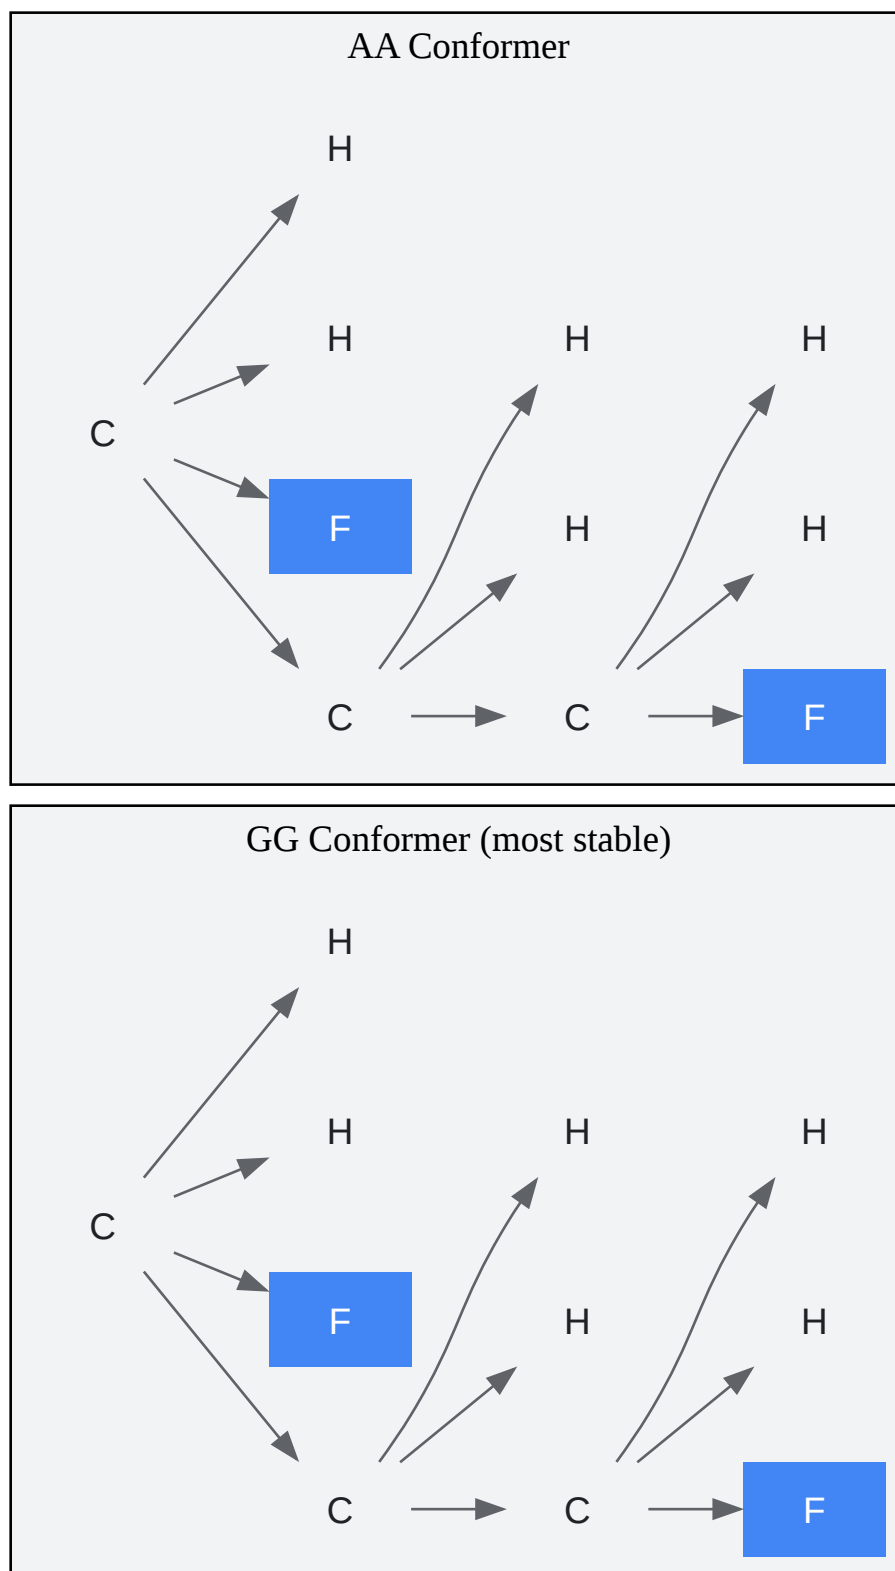 AA Conformer
H
H H H
C
F H H
C C F
GG Conformer (most stable)
H
H H H
C
F H H
C C F